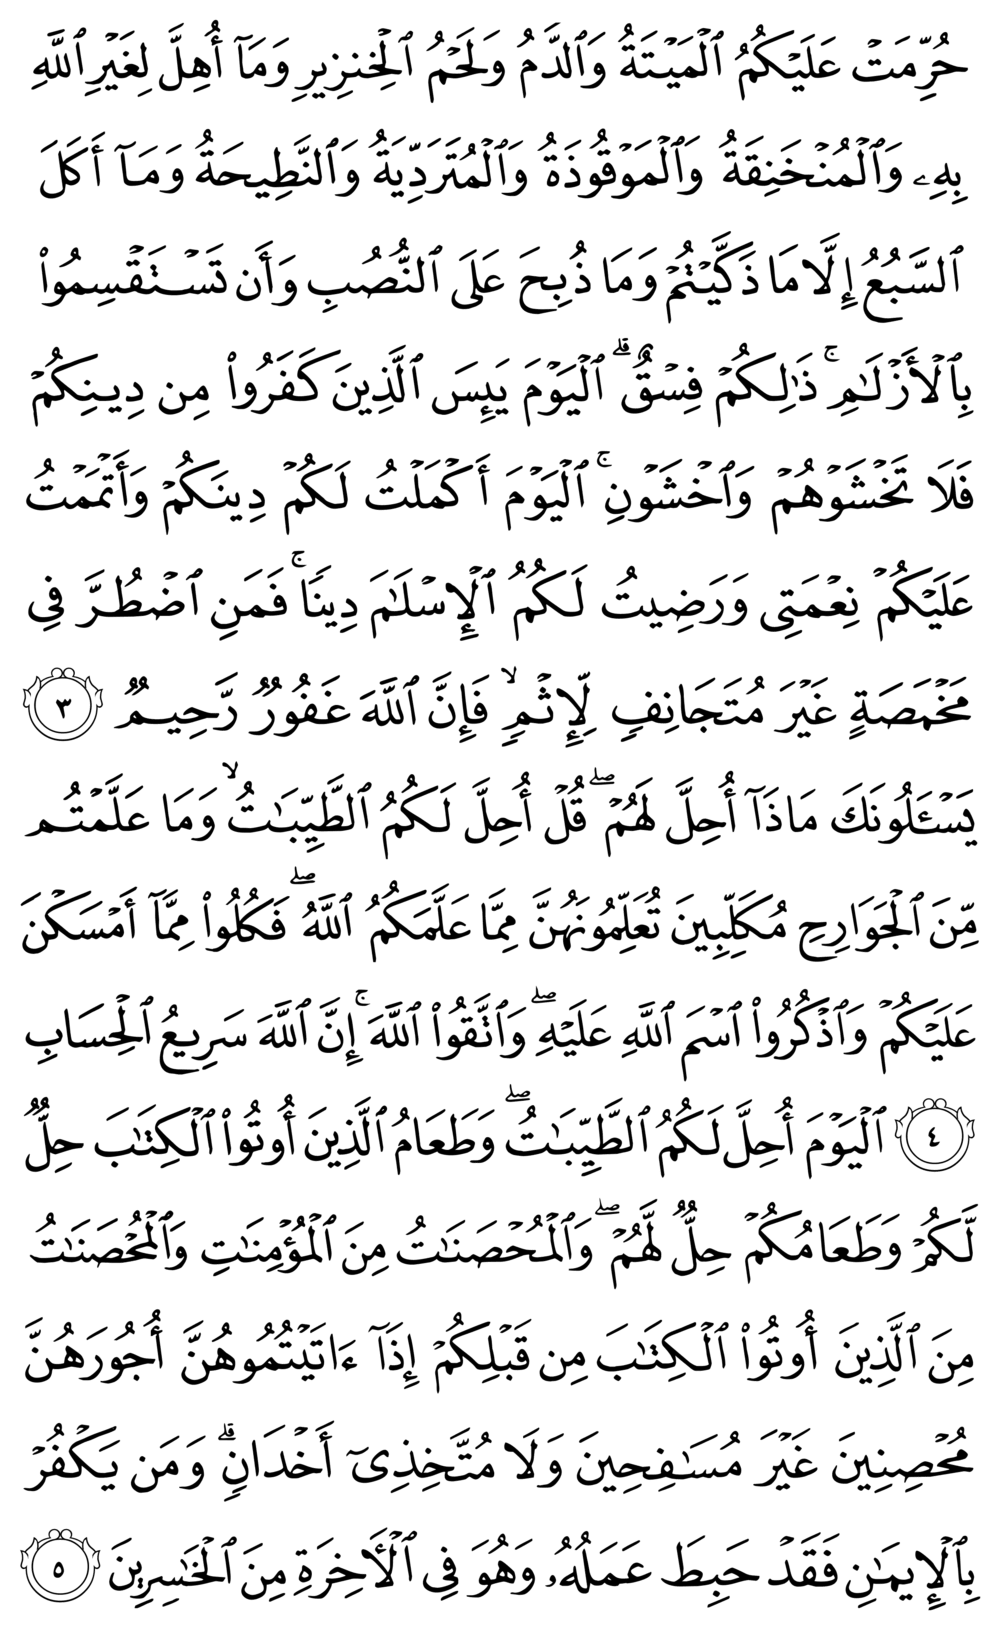 حُرِّمَتۡ عَلَيۡكُمُ ٱلۡمَيۡتَةُ وَٱلدَّمُ وَلَحۡمُ ٱلۡخِنزِيرِ وَمَآ أُهِلَّ لِغَيۡرِ ٱللَّهِ
بِهِۦ وَٱلۡمُنۡخَنِقَةُ وَٱلۡمَوۡقُوذَةُ وَٱلۡمُتَرَدِّيَةُ وَٱلنَّطِيحَةُ وَمَآ أَكَلَ
ٱلسَّبُعُ إِلَّا مَا ذَكَّيۡتُمۡ وَمَا ذُبِحَ عَلَى ٱلنُّصُبِ وَأَن تَسۡتَقۡسِمُواْ
بِٱلۡأَزۡلَٰمِۚ ذَٰلِكُمۡ فِسۡقٌۗ ٱلۡيَوۡمَ يَئِسَ ٱلَّذِينَ كَفَرُواْ مِن دِينِكُمۡ
فَلَا تَخۡشَوۡهُمۡ وَٱخۡشَوۡنِۚ ٱلۡيَوۡمَ أَكۡمَلۡتُ لَكُمۡ دِينَكُمۡ وَأَتۡمَمۡتُ
عَلَيۡكُمۡ نِعۡمَتِي وَرَضِيتُ لَكُمُ ٱلۡإِسۡلَٰمَ دِينٗاۚ فَمَنِ ٱضۡطُرَّ فِي
مَخۡمَصَةٍ غَيۡرَ مُتَجَانِفٖ لِّإِثۡمٖ ۙ فَإِنَّ ٱللَّهَ غَفُورٞ رَّحِيمٞ ٣
يَسۡـَٔلُونَكَ مَاذَآ أُحِلَّ لَهُمۡۖ قُلۡ أُحِلَّ لَكُمُ ٱلطَّيِّبَٰتُ ۙ وَمَا عَلَّمۡتُم
مِّنَ ٱلۡجَوَارِحِ مُكَلِّبِينَ تُعَلِّمُونَهُنَّ مِمَّا عَلَّمَكُمُ ٱللَّهُۖ فَكُلُواْ مِمَّآ أَمۡسَكۡنَ
عَلَيۡكُمۡ وَٱذۡكُرُواْ ٱسۡمَ ٱللَّهِ عَلَيۡهِۖ وَٱتَّقُواْ ٱللَّهَۚ إِنَّ ٱللَّهَ سَرِيعُ ٱلۡحِسَابِ
٤ ٱلۡيَوۡمَ أُحِلَّ لَكُمُ ٱلطَّيِّبَٰتُۖ وَطَعَامُ ٱلَّذِينَ أُوتُواْ ٱلۡكِتَٰبَ حِلّٞ
لَّكُمۡ وَطَعَامُكُمۡ حِلّٞ لَّهُمۡۖ وَٱلۡمُحۡصَنَٰتُ مِنَ ٱلۡمُؤۡمِنَٰتِ وَٱلۡمُحۡصَنَٰتُ
مِنَ ٱلَّذِينَ أُوتُواْ ٱلۡكِتَٰبَ مِن قَبۡلِكُمۡ إِذَآ ءَاتَيۡتُمُوهُنَّ أُجُورَهُنَّ
مُحۡصِنِينَ غَيۡرَ مُسَٰفِحِينَ وَلَا مُتَّخِذِيٓ أَخۡدَانٖۗ وَمَن يَكۡفُرۡ
بِٱلۡإِيمَٰنِ فَقَدۡ حَبِطَ عَمَلُهُۥ وَهُوَ فِي ٱلۡأٓخِرَةِ مِنَ ٱلۡخَٰسِرِينَ ٥